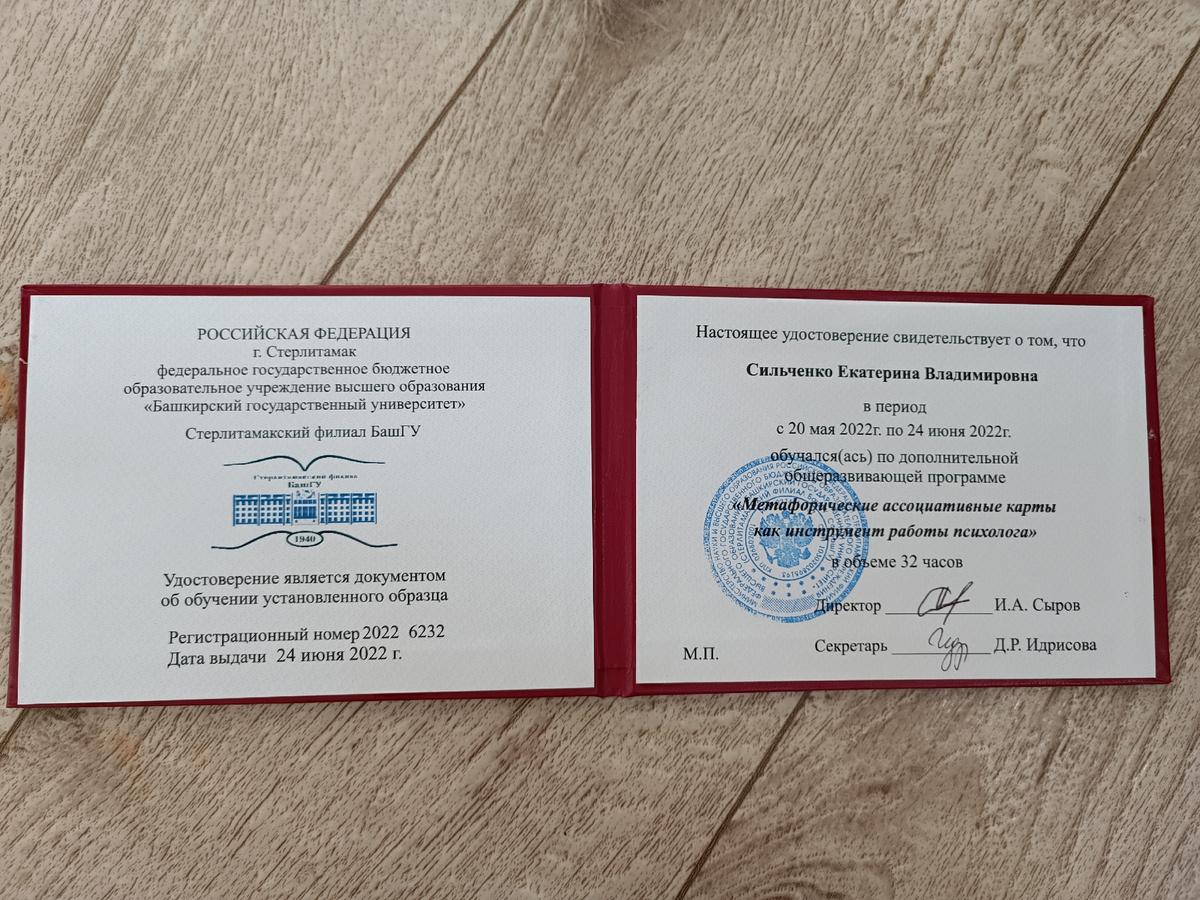 РОССИЙСКАЯ ФЕДЕРАЦИЯ
г. Стерлитамак
федеральное государственное бюджетное
образовательное учреждение высшего образования
«Башкирский государственный университет»
Стерлитамакский филиал БашГУ
Стерлитамакский филиал
БашГУ
1940
Удостоверение является документом
об обучении установленного образца
Регистрационный номер 2022 6232
Дата выдачи 24 июня 2022 г.
Настоящее удостоверение свидетельствует о том, что
Сильченко Екатерина Владимировна
в период
с 20 мая 2022г. по 24 июня 2022г.
обучался(ась) по дополнительной
общеразвивающей программе
«Метафорические ассоциативные карты
как инструмент работы психолога»
в объеме 32 часов
Директор И.А. Сыров
Секретарь Д.Р. Идрисова
М.П.